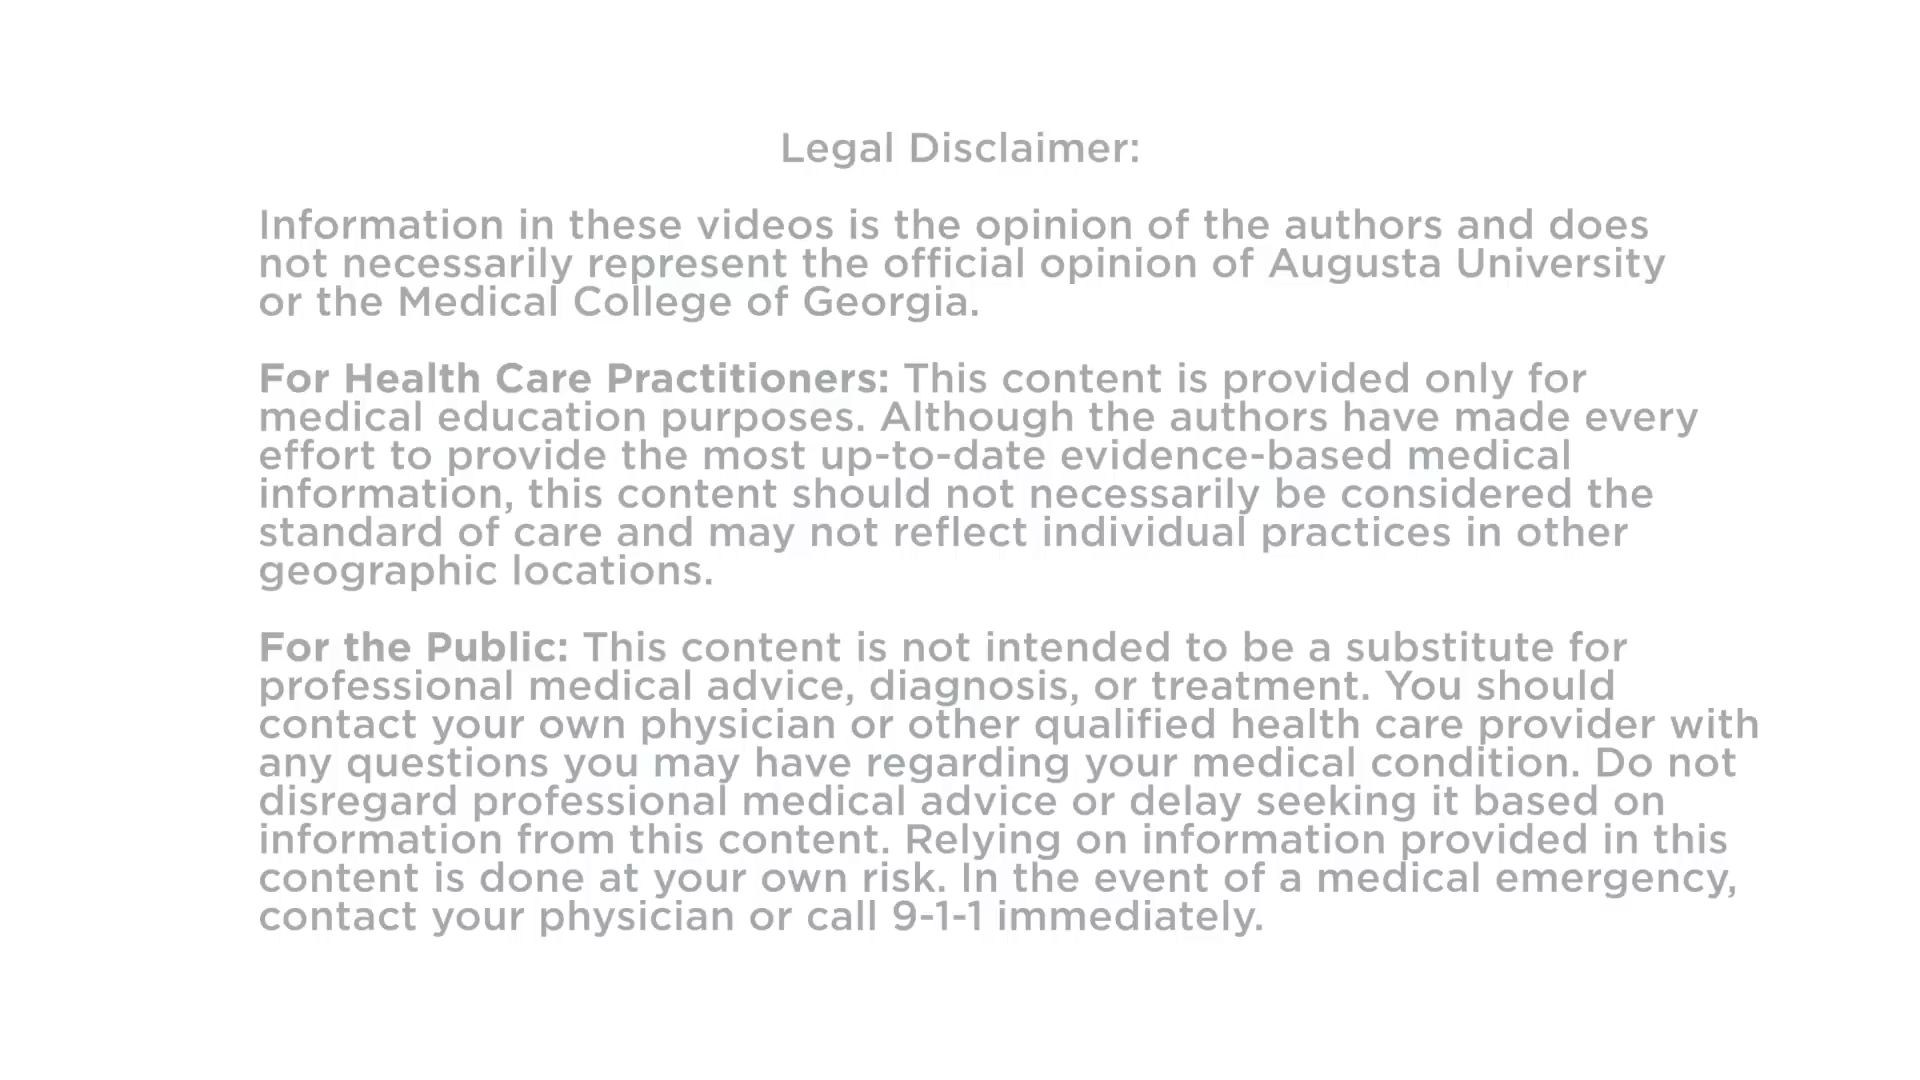 Legal Disclaimer:
Information in these videos is the opinion of the authors and does
not necessarily represent the official opinion of Augusta University
or the Medical College of Georgia.
For Health Care Practitioners: This content is provided only for
medical education purposes. Although the authors have made every
effort to provide the most up-to-date evidence-based medical
information, this content should not necessarily be considered the
standard of care and may not reflect individual practices in other
geographic locations.
For the Public: This content is not intended to be a substitute for
professional medical advice, diagnosis, or treatment. You should
contact your own physician or other qualified health care provider with
any questions you may have regarding your medical condition. Do not
disregard professional medical advice or delay seeking it based on
information from this content. Relying on information provided in this
content is done at your own risk. In the event of a medical emergency,
contact your physician or call 9-1-1 immediately.